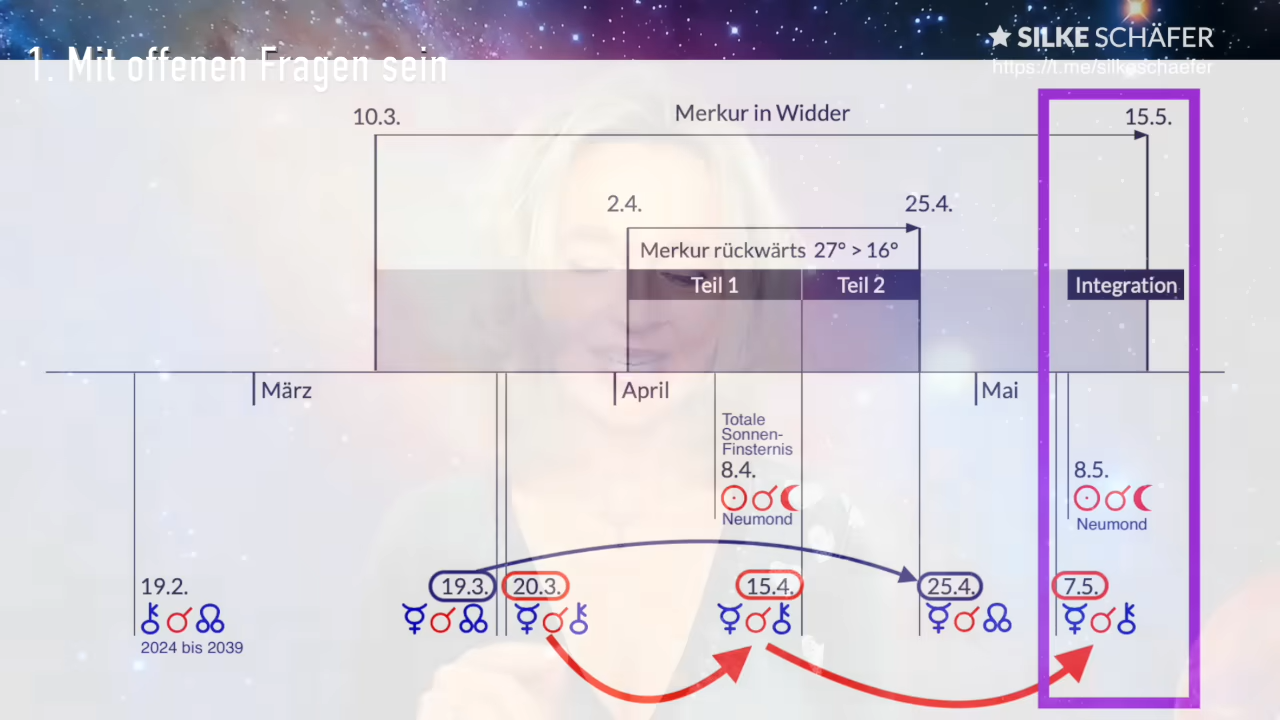 1. Mit offenen Fragen sein
SILKE SCHÄFER
https://t.me/silkeschaefer
10.3.
Merkur in Widder
15.5.
2.4.
25.4.
Merkur rückwärts 27° > 16°
Teil 1
Teil 2
Integration
März
April
Mai
Totale
Sonnen-
Finsternis
8.4.
☉☌☾
Neumond
8.5.
☉☌☾
Neumond
19.2.
⚷☌☊
2024 bis 2039
19.3.
☿☌☊
20.3.
☿☌⚷
15.4.
☿☌⚷
25.4.
☿☌☊
7.5.
☿☌⚷